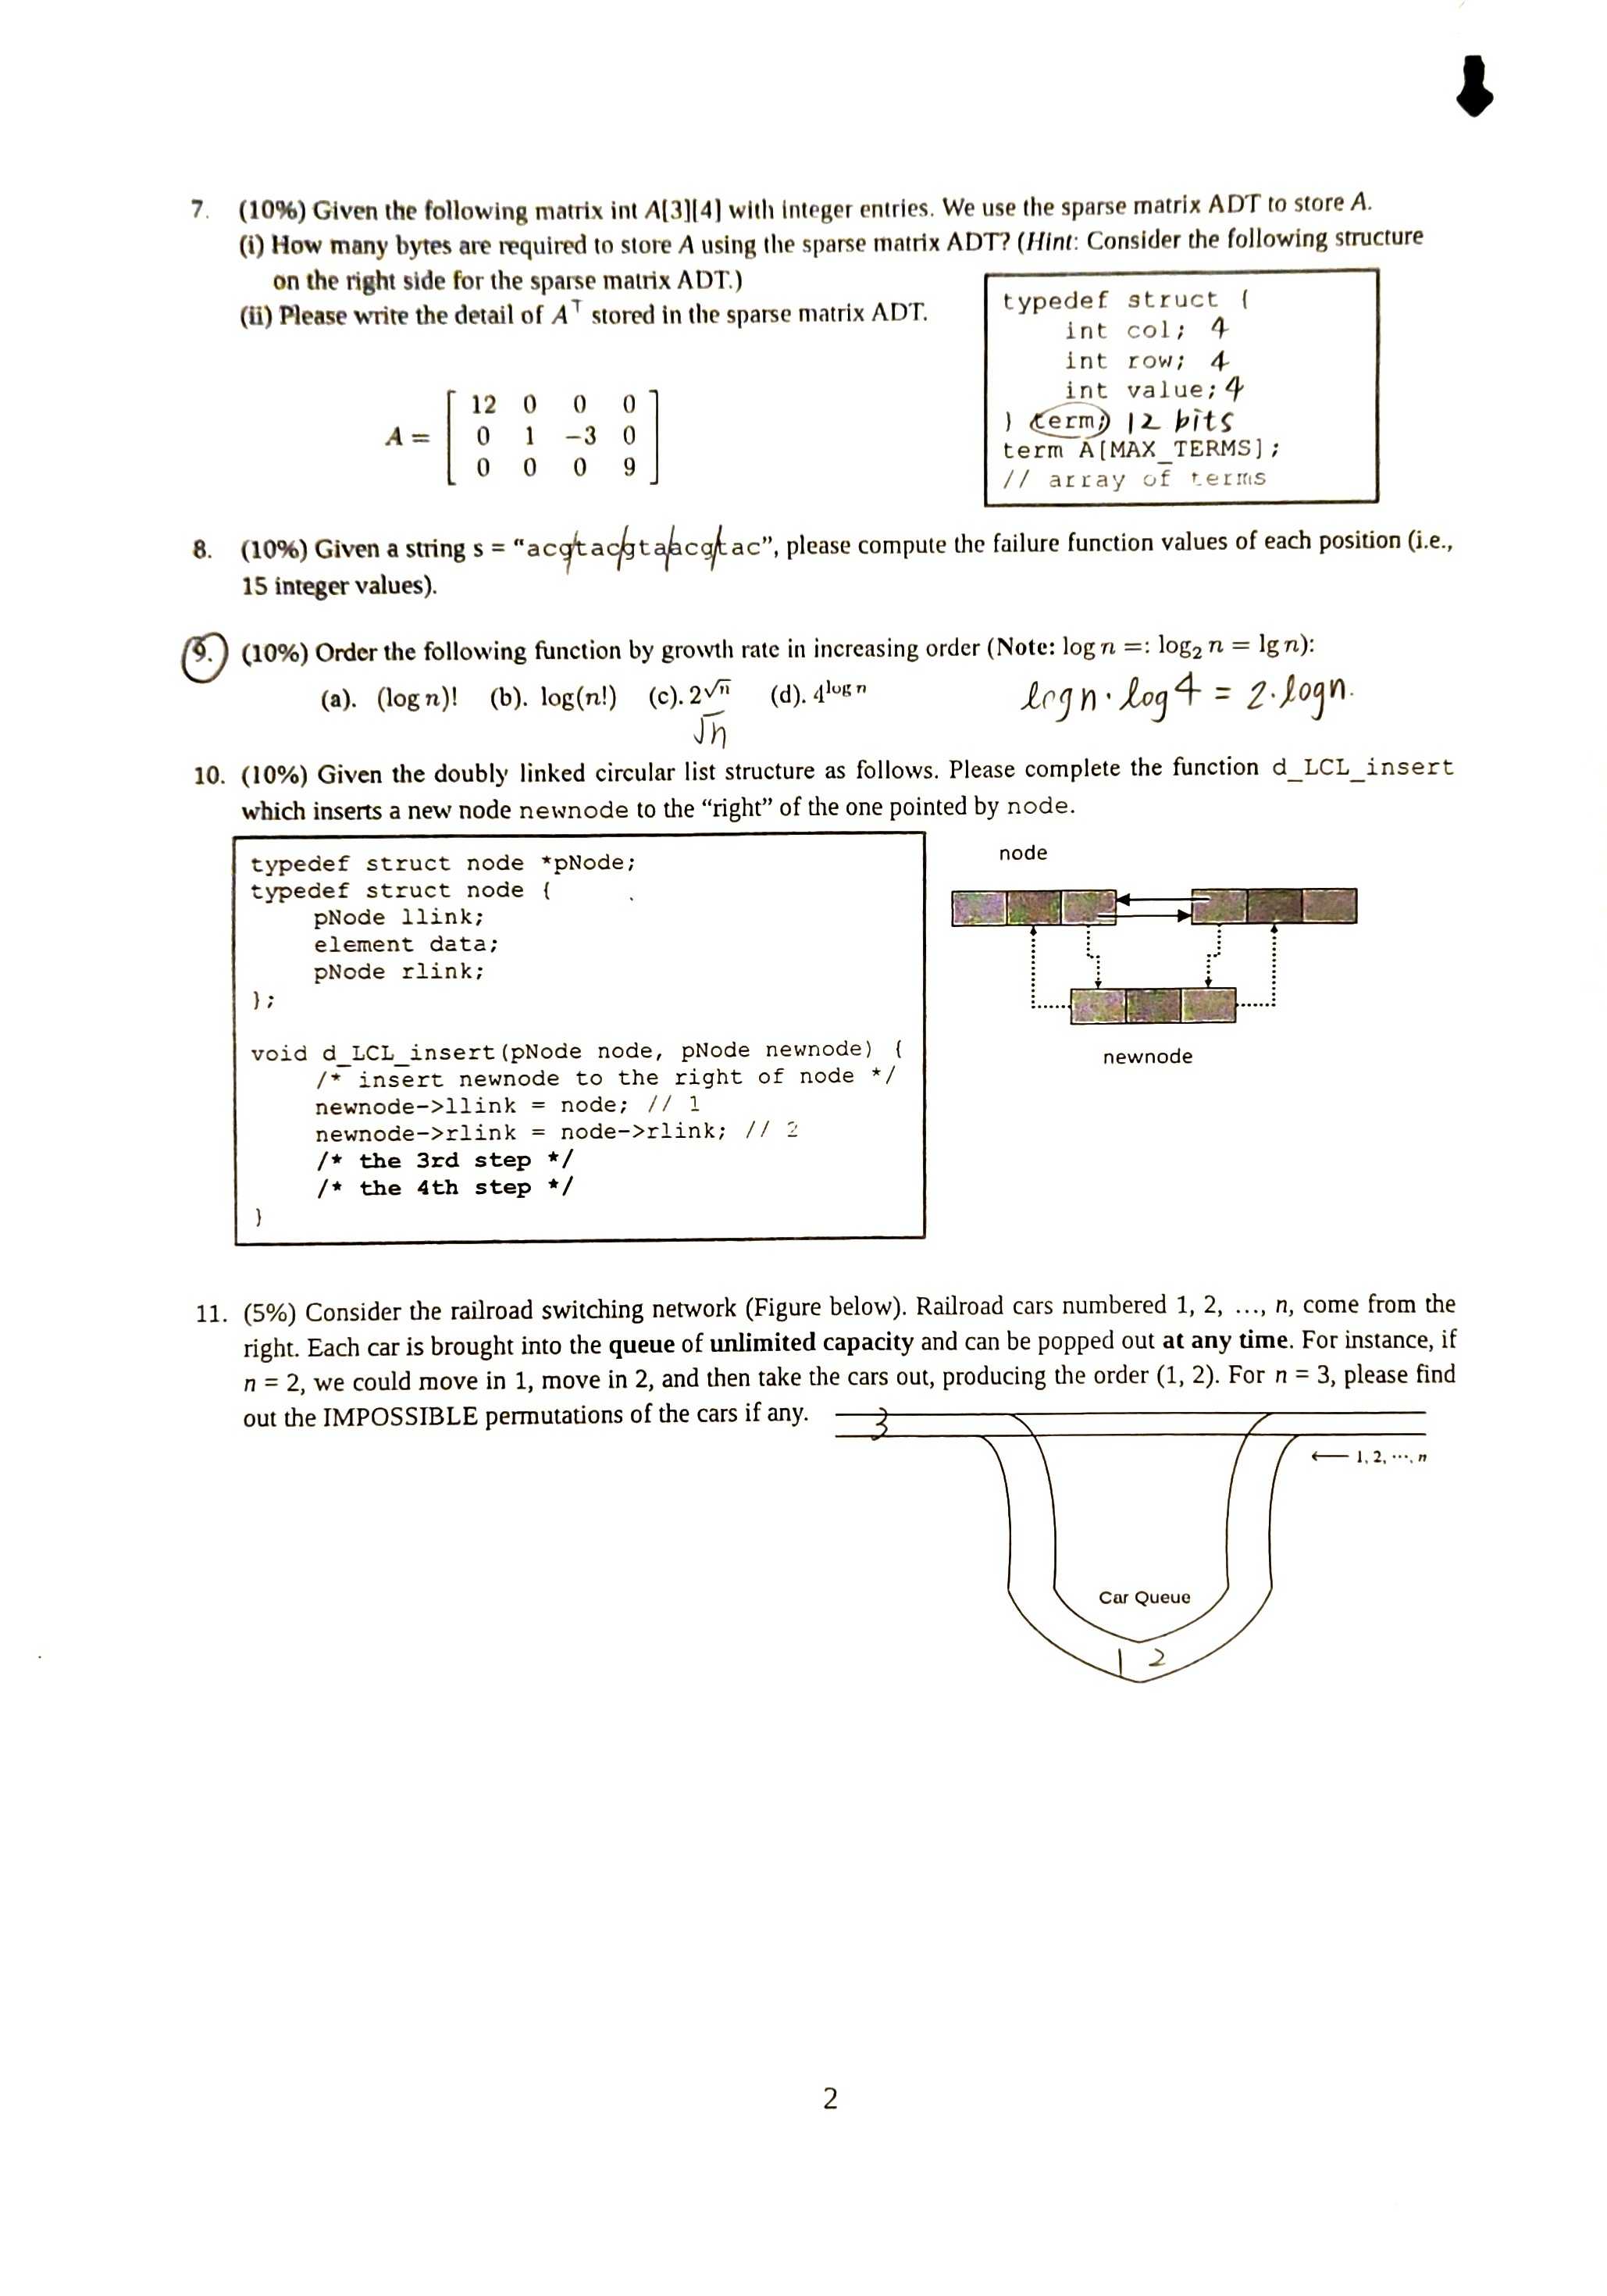 7. (10%) Given the following matrix int A[3][4] with integer entries. We use the sparse matrix ADT to store A.
(i) How many bytes are required to store A using the sparse matrix ADT? (Hint: Consider the following structure
on the right side for the sparse matrix ADT.)
(ii) Please write the detail of Aᵀ stored in the sparse matrix ADT.
typedef struct {
int col; 4
int row; 4
int value; 4
} term; 12 bits
term A[MAX_TERMS];
// array of terms
A = [
12 0 0 0
0 1 −3 0
0 0 0 9
]
8. (10%) Given a string s = "acgtacgtaacgtac", please compute the failure function values of each position (i.e.,
15 integer values).
9. (10%) Order the following function by growth rate in increasing order (Note: log n =: log₂ n = lg n):
(a). (log n)! (b). log(n!) (c). 2^√n (d). 4^log n
logn · log4 = 2·logn.
√n
10. (10%) Given the doubly linked circular list structure as follows. Please complete the function d_LCL_insert
which inserts a new node newnode to the “right” of the one pointed by node.
typedef struct node *pNode;
typedef struct node {
pNode llink;
element data;
pNode rlink;
};
void d_LCL_insert(pNode node, pNode newnode) {
/* insert newnode to the right of node */
newnode->llink = node; // 1
newnode->rlink = node->rlink; // 2
/* the 3rd step */
/* the 4th step */
}
node
newnode
11. (5%) Consider the railroad switching network (Figure below). Railroad cars numbered 1, 2, …, n, come from the
right. Each car is brought into the queue of unlimited capacity and can be popped out at any time. For instance, if
n = 2, we could move in 1, move in 2, and then take the cars out, producing the order (1, 2). For n = 3, please find
out the IMPOSSIBLE permutations of the cars if any.
3
← 1, 2, ⋯, n
Car Queue
1 2
2